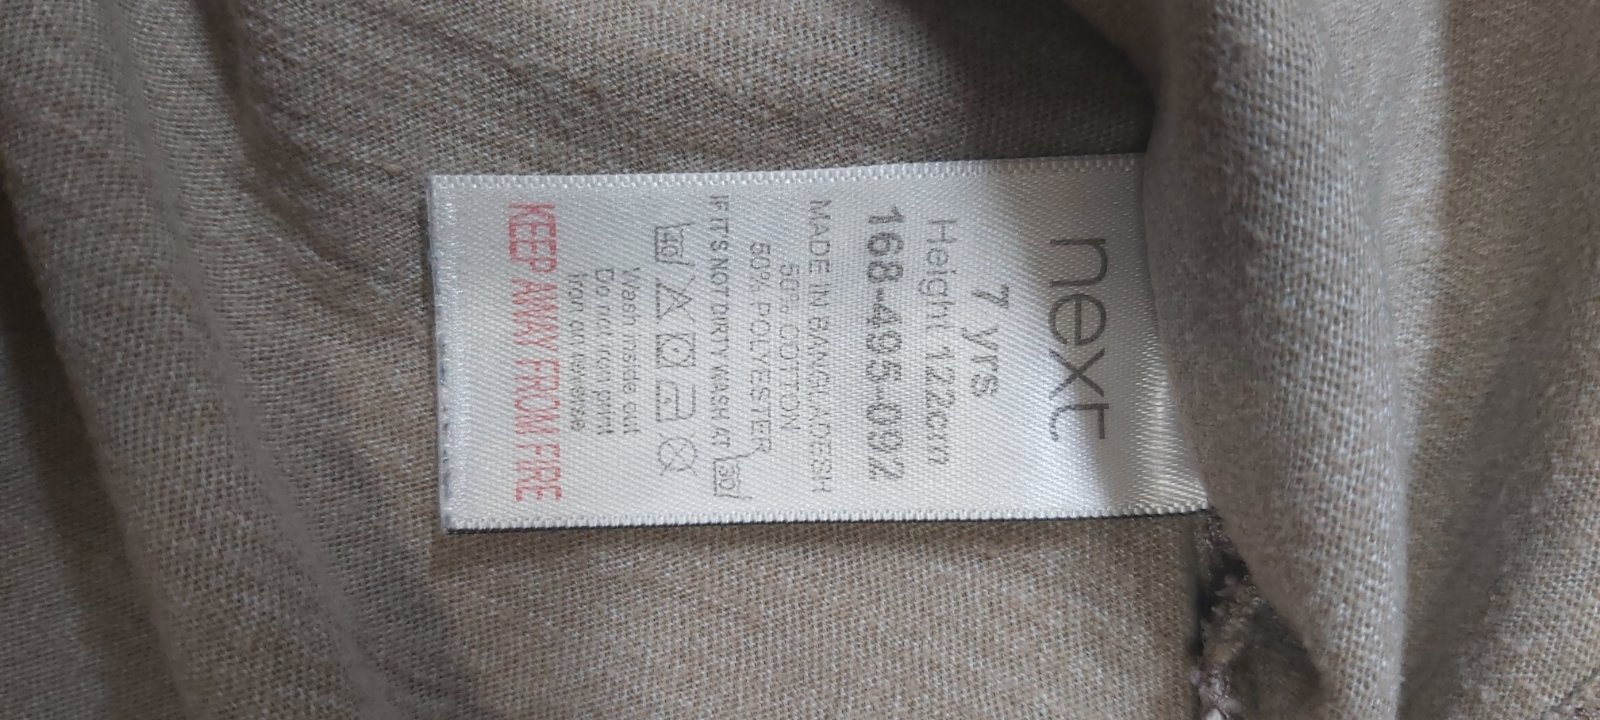 next
7 yrs
Height 122cm
168-495-092
MADE IN BANGLADESH
50% COTTON
50% POLYESTER
IF IT'S NOT DIRTY WASH AT 30
40
Wash inside out
Do not iron print
Iron on reverse
KEEP AWAY FROM FIRE